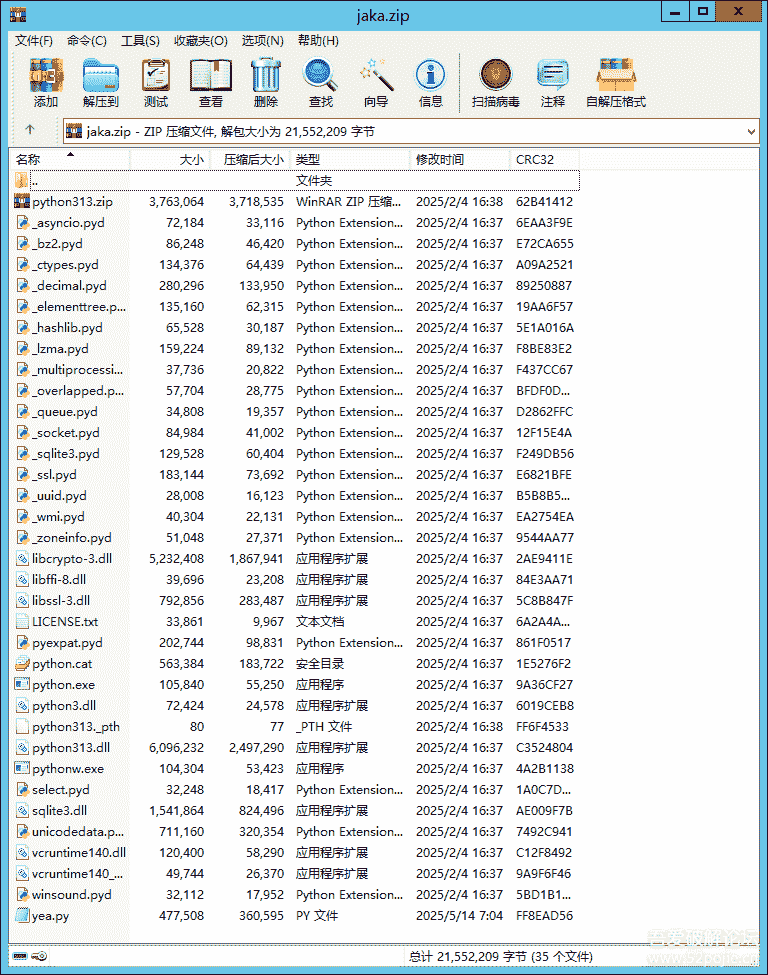 jaka.zip
文件(F) 命令(C) 工具(S) 收藏夹(O) 选项(N) 帮助(H)
添加 解压到 测试 查看 删除 查找 向导 信息 扫描病毒 注释 自解压格式
jaka.zip - ZIP 压缩文件, 解包大小为 21,552,209 字节
名称 大小 压缩后大小 类型 修改时间 CRC32
.. 文件夹
python313.zip 3,763,064 3,718,535 WinRAR ZIP 压缩... 2025/2/4 16:38 62B41412
_asyncio.pyd 72,184 33,116 Python Extension... 2025/2/4 16:37 6EAA3F9E
_bz2.pyd 86,248 46,420 Python Extension... 2025/2/4 16:37 E72CA655
_ctypes.pyd 134,376 64,439 Python Extension... 2025/2/4 16:37 A09A2521
_decimal.pyd 280,296 133,950 Python Extension... 2025/2/4 16:37 89250887
_elementtree.p... 135,160 62,315 Python Extension... 2025/2/4 16:37 19AA6F57
_hashlib.pyd 65,528 30,187 Python Extension... 2025/2/4 16:37 5E1A016A
_lzma.pyd 159,224 89,132 Python Extension... 2025/2/4 16:37 F8BE83E2
_multiprocessi... 37,736 20,822 Python Extension... 2025/2/4 16:37 F437CC67
_overlapped.p... 57,704 28,775 Python Extension... 2025/2/4 16:37 BFDF0D...
_queue.pyd 34,808 19,357 Python Extension... 2025/2/4 16:37 D2862FFC
_socket.pyd 84,984 41,002 Python Extension... 2025/2/4 16:37 12F15E4A
_sqlite3.pyd 129,528 60,404 Python Extension... 2025/2/4 16:37 F249DB56
_ssl.pyd 183,144 73,692 Python Extension... 2025/2/4 16:37 E6821BFE
_uuid.pyd 28,008 16,123 Python Extension... 2025/2/4 16:37 B5B8B5...
_wmi.pyd 40,304 22,131 Python Extension... 2025/2/4 16:37 EA2754EA
_zoneinfo.pyd 51,048 27,371 Python Extension... 2025/2/4 16:37 9544AA77
libcrypto-3.dll 5,232,408 1,867,941 应用程序扩展 2025/2/4 16:37 2AE9411E
libffi-8.dll 39,696 23,208 应用程序扩展 2025/2/4 16:37 84E3AA71
libssl-3.dll 792,856 283,487 应用程序扩展 2025/2/4 16:37 5C8B847F
LICENSE.txt 33,861 9,967 文本文档 2025/2/4 16:37 6A2A4A...
pyexpat.pyd 202,744 98,831 Python Extension... 2025/2/4 16:37 861F0517
python.cat 563,384 183,722 安全目录 2025/2/4 16:37 1E5276F2
python.exe 105,840 55,250 应用程序 2025/2/4 16:37 9A36CF27
python3.dll 72,424 24,578 应用程序扩展 2025/2/4 16:37 6019CEB8
python313._pth 80 77 _PTH 文件 2025/2/4 16:38 FF6F4533
python313.dll 6,096,232 2,497,290 应用程序扩展 2025/2/4 16:37 C3524804
pythonw.exe 104,304 53,423 应用程序 2025/2/4 16:37 4A2B1138
select.pyd 32,248 18,417 Python Extension... 2025/2/4 16:37 1A0C7D...
sqlite3.dll 1,541,864 824,496 应用程序扩展 2025/2/4 16:37 AE009F7B
unicodedata.p... 711,160 320,354 Python Extension... 2025/2/4 16:37 7492C941
vcruntime140.dll 120,400 58,290 应用程序扩展 2025/2/4 16:37 C12F8492
vcruntime140_... 49,744 26,370 应用程序扩展 2025/2/4 16:37 9A9F6F46
winsound.pyd 32,112 17,952 Python Extension... 2025/2/4 16:37 5BD1B1...
yea.py 477,508 360,595 PY 文件 2025/5/14 7:04 FF8EAD56
总计 21,552,209 字节 (35 个文件)